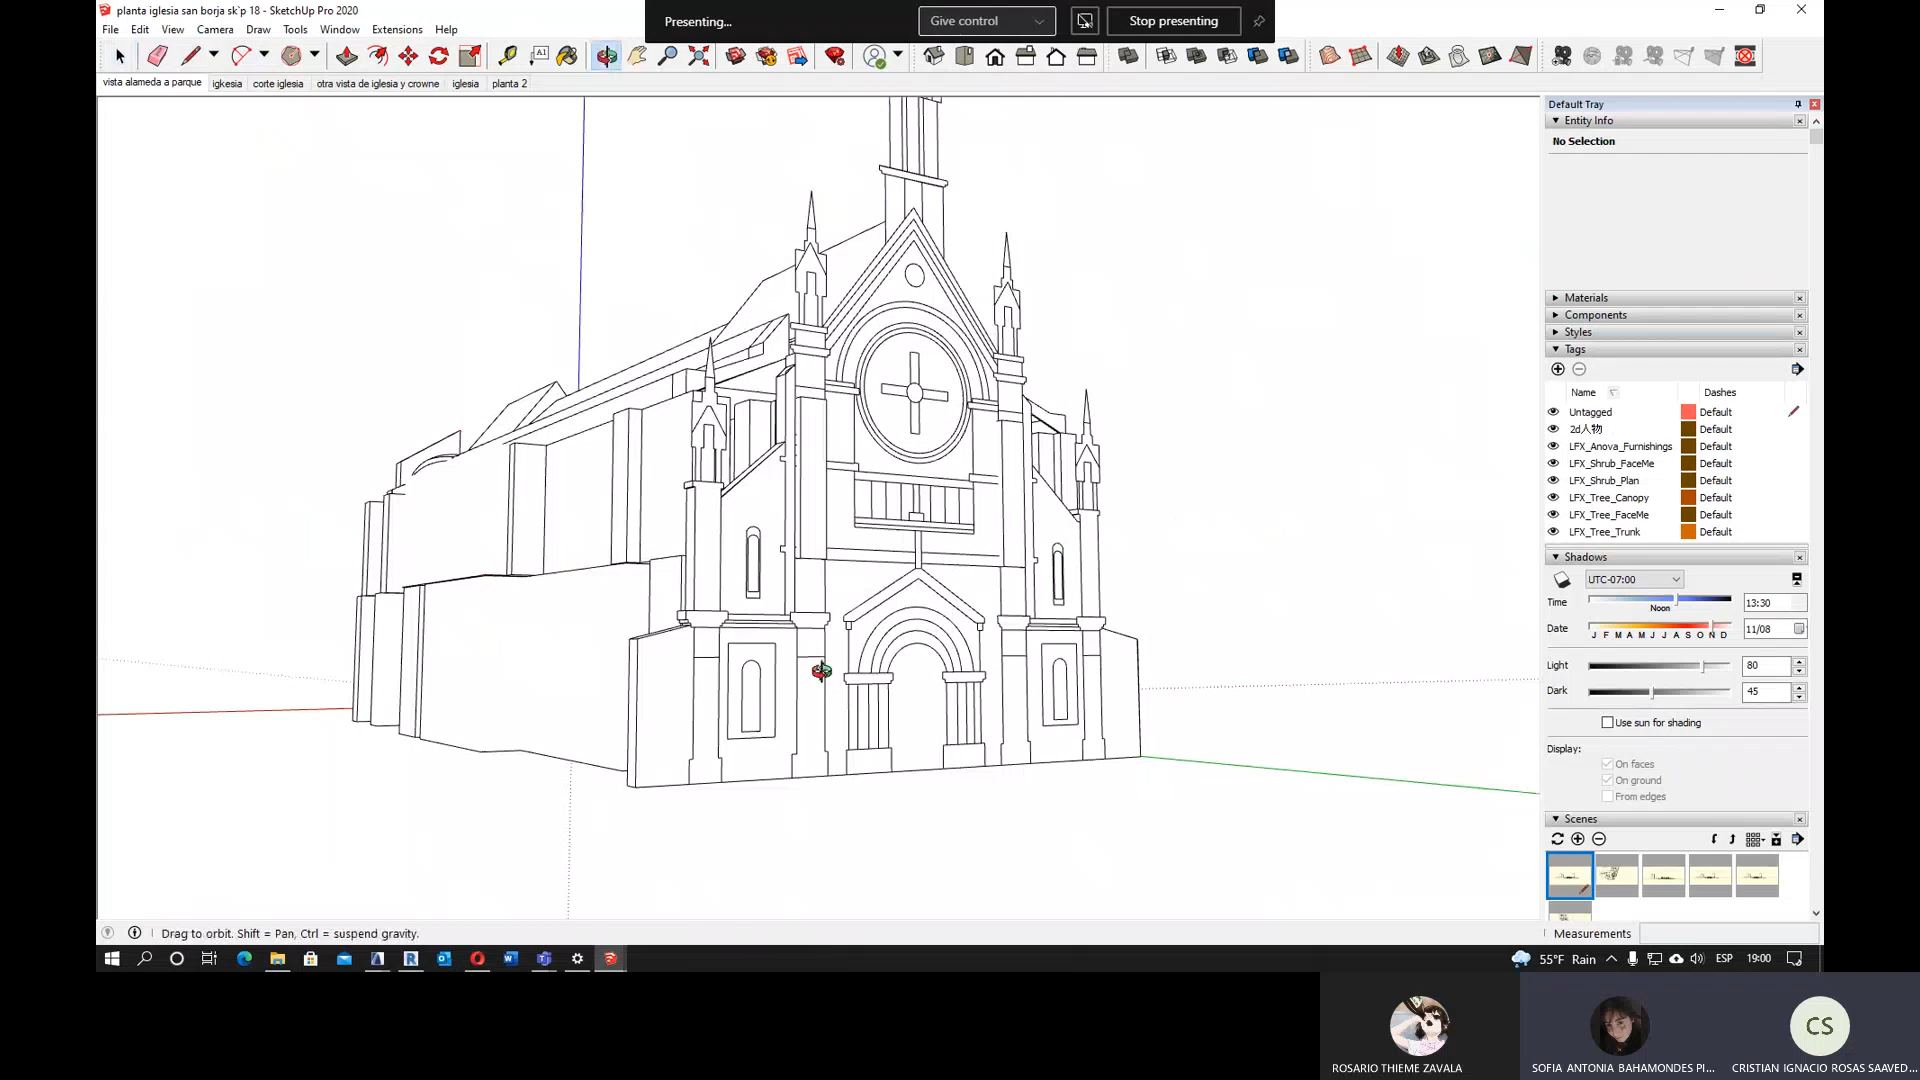 planta iglesia san borja sk`p 18 - SketchUp Pro 2020
Presenting...
Give control
Stop presenting
File Edit View Camera Draw Tools Window Extensions Help
A1
vista alameda a parque igkesia corte iglesia otra vista de iglesia y crowne iglesia planta 2
Default Tray
Entity Info
No Selection
Materials
Components
Styles
Tags
Name Dashes
Untagged Default
2d人物 Default
LFX_Anova_Furnishings Default
LFX_Shrub_FaceMe Default
LFX_Shrub_Plan Default
LFX_Tree_Canopy Default
LFX_Tree_FaceMe Default
LFX_Tree_Trunk Default
Shadows
UTC-07:00
Time Noon 13:30
Date J F M A M J J A S O N D 11/08
Light 80
Dark 45
Use sun for shading
Display:
On faces
On ground
From edges
Scenes
Drag to orbit. Shift = Pan, Ctrl = suspend gravity.
Measurements
55°F Rain ESP 19:00
CS
ROSARIO THIEME ZAVALA
SOFIA ANTONIA BAHAMONDES PI...
CRISTIAN IGNACIO ROSAS SAAVED...